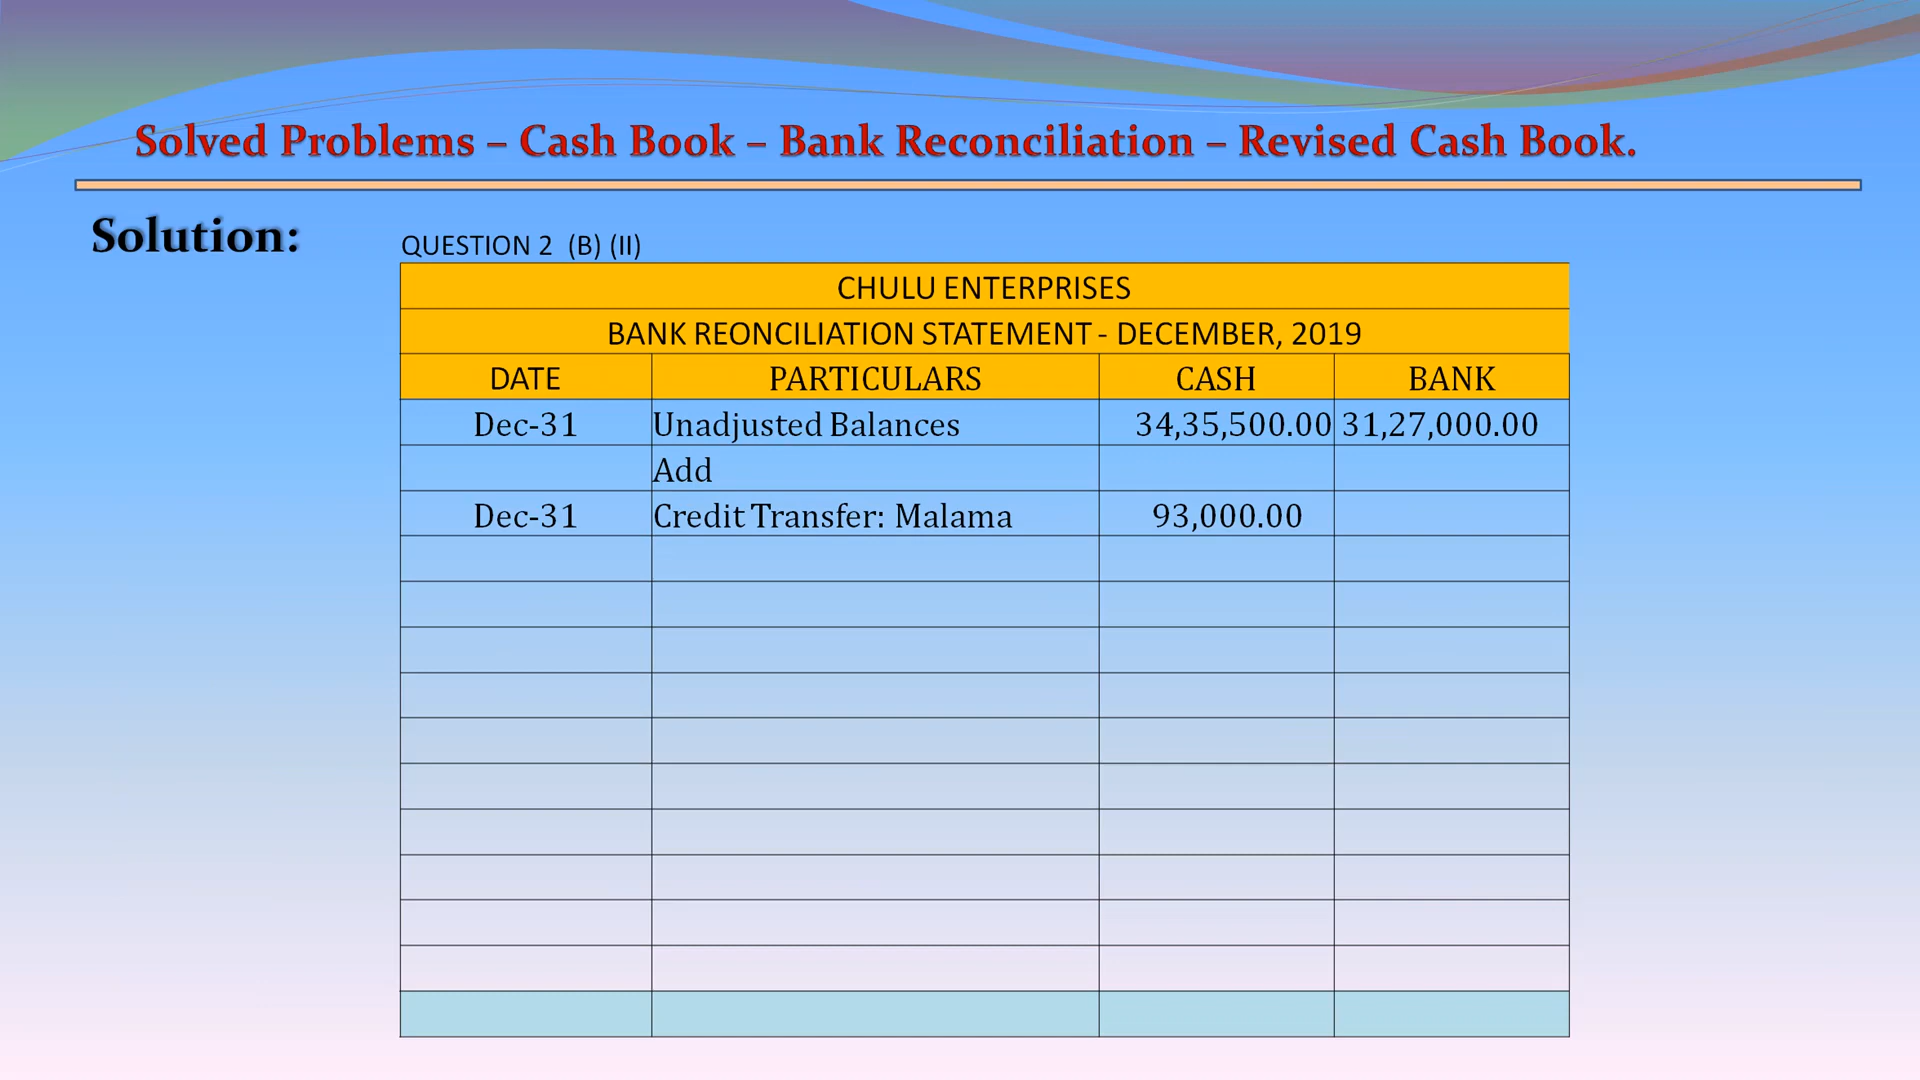 Solved Problems – Cash Book – Bank Reconciliation – Revised Cash Book.
Solution:
QUESTION 2 (B) (II)
CHULU ENTERPRISES
BANK REONCILIATION STATEMENT - DECEMBER, 2019
DATE PARTICULARS CASH BANK
Dec-31 Unadjusted Balances 34,35,500.00 31,27,000.00
Add
Dec-31 Credit Transfer: Malama 93,000.00